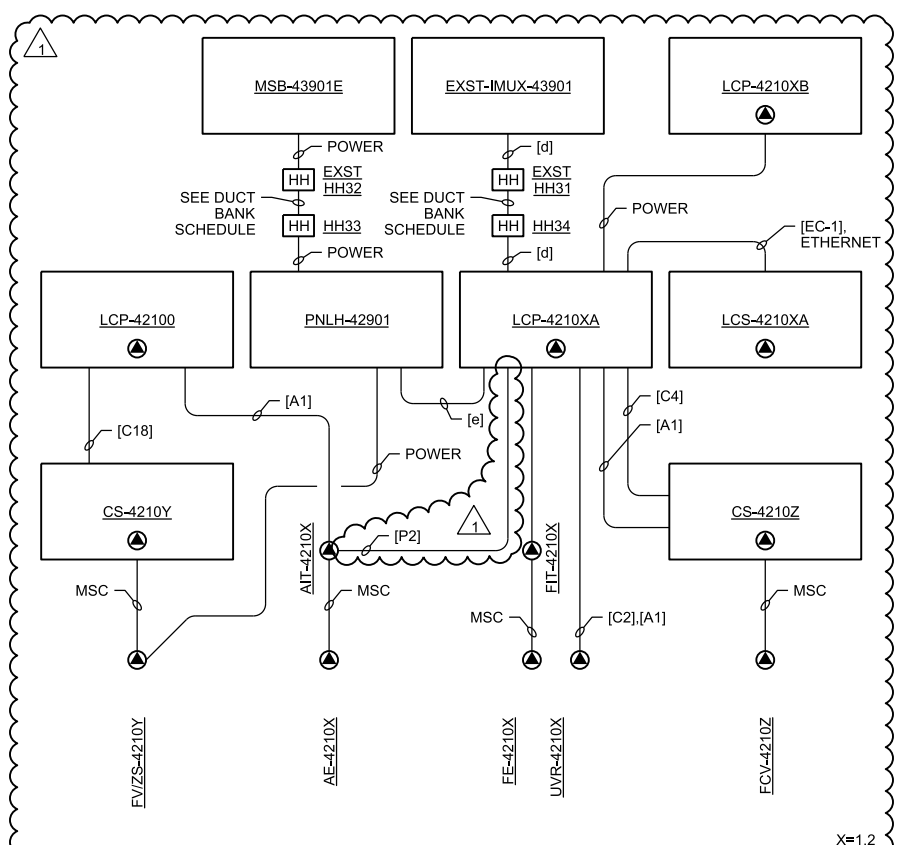 1
MSB-43901E
EXST-IMUX-43901
LCP-4210XB
POWER
[d]
HH
EXST
HH32
HH
EXST
HH31
SEE DUCT
BANK
SCHEDULE
SEE DUCT
BANK
SCHEDULE
POWER
HH
HH33
HH
HH34
[EC-1],
ETHERNET
POWER
[d]
LCP-42100
PNLH-42901
LCP-4210XA
LCS-4210XA
[A1]
[e]
[C4]
[A1]
[C18]
POWER
CS-4210Y
CS-4210Z
1
[P2]
AIT-4210X
FIT-4210X
MSC
MSC
MSC
[C2],[A1]
MSC
FV/ZS-4210Y
AE-4210X
FE-4210X
UVR-4210X
FCV-4210Z
X=1,2